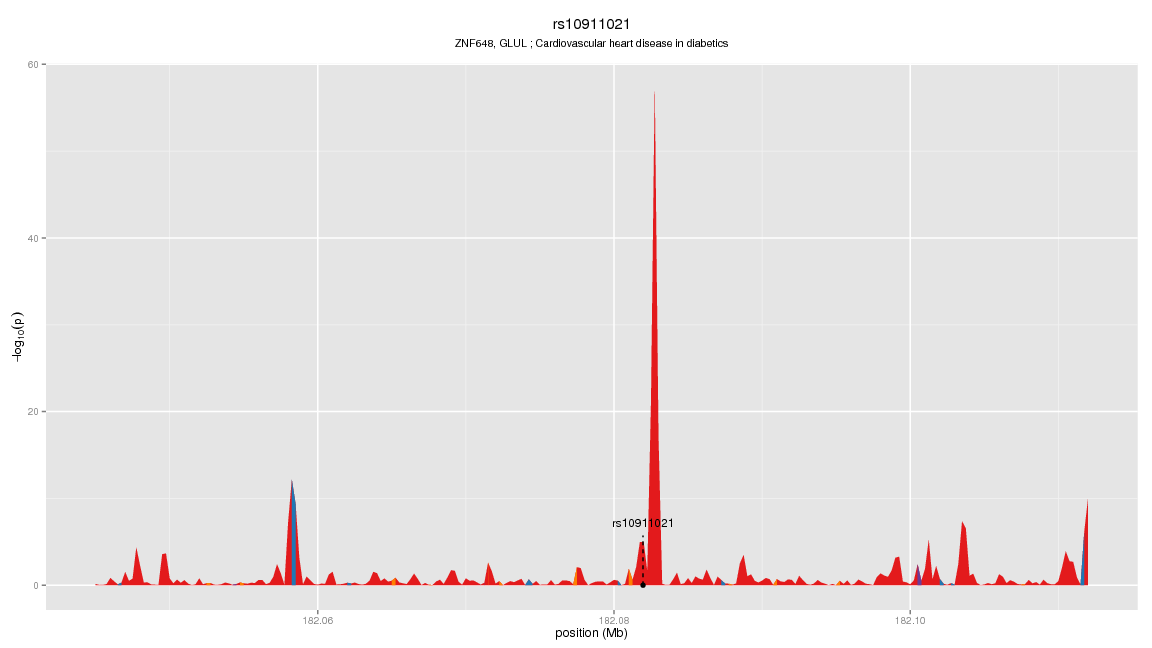 rs10911021
ZNF648, GLUL ; Cardiovascular heart disease in diabetics
60
40
20
0
−log10(p)
rs10911021
182.06
182.08
182.10
position (Mb)